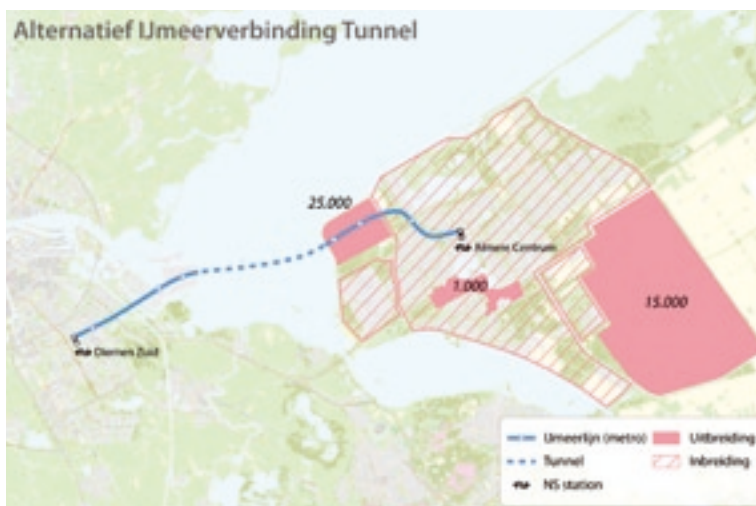 Alternatief IJmeerverbinding Tunnel
25.000
Almere Centrum
1.000
15.000
Diemen Zuid
IJmeerlijn (metro)
Uitbreiding
Tunnel
Inbreiding
NS station